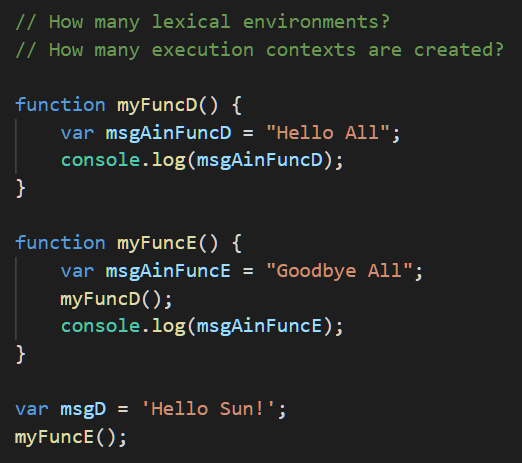 // How many lexical environments?
// How many execution contexts are created?

function myFuncD() {
    var msgAinFuncD = "Hello All";
    console.log(msgAinFuncD);
}

function myFuncE() {
    var msgAinFuncE = "Goodbye All";
    myFuncD();
    console.log(msgAinFuncE);
}

var msgD = 'Hello Sun!';
myFuncE();